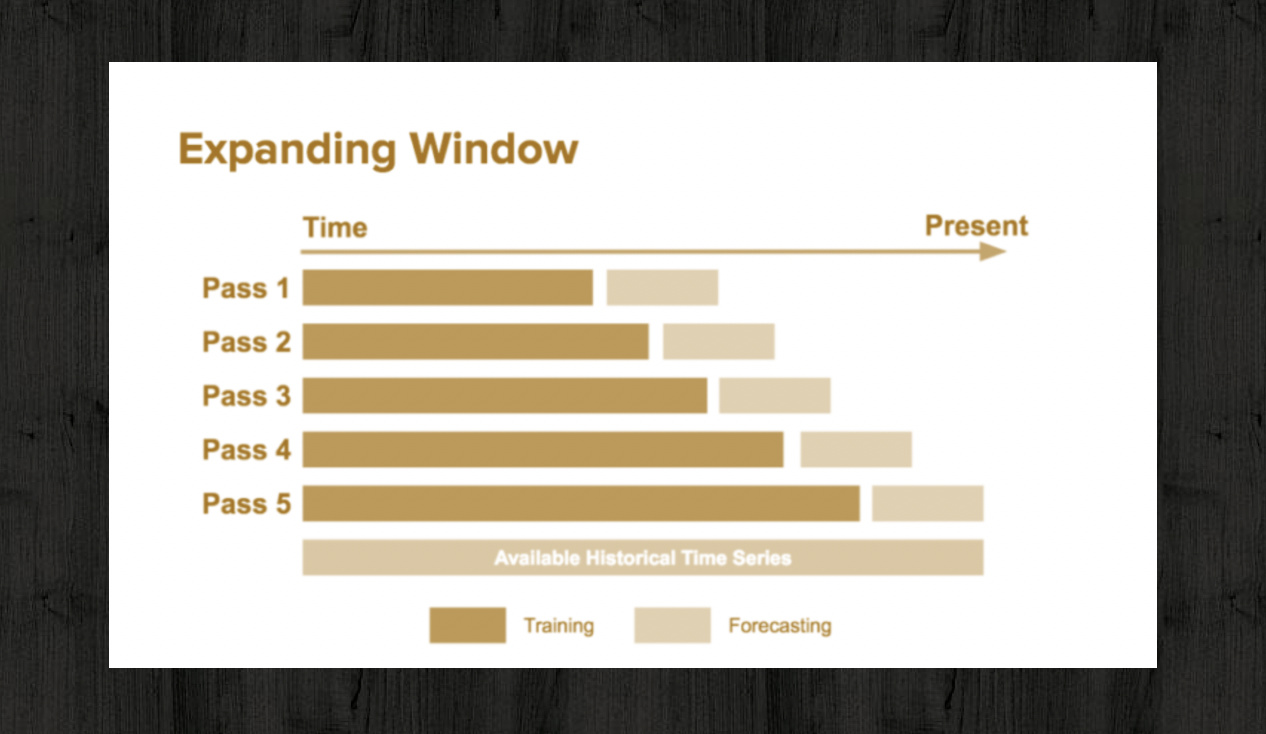 Expanding Window
Time
Present
Pass 1
Pass 2
Pass 3
Pass 4
Pass 5
Available Historical Time Series
Training
Forecasting